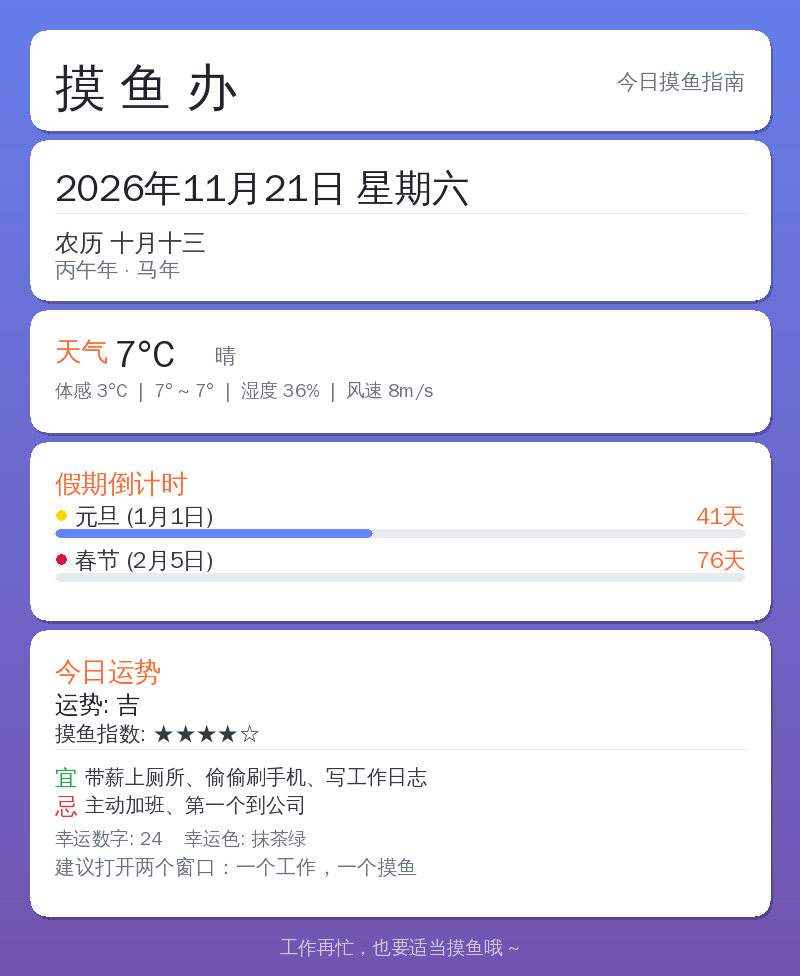 摸鱼办
今日摸鱼指南
2026年11月21日 星期六
农历 十月十三
丙午年 · 马年
天气 7°C 晴
体感 3°C | 7° ~ 7° | 湿度 36% | 风速 8m/s
假期倒计时
元旦 (1月1日) 41天
春节 (2月5日) 76天
今日运势
运势: 吉
摸鱼指数: ★★★★☆
宜 带薪上厕所、偷偷刷手机、写工作日志
忌 主动加班、第一个到公司
幸运数字: 24 幸运色: 抹茶绿
建议打开两个窗口：一个工作，一个摸鱼
工作再忙，也要适当摸鱼哦 ~